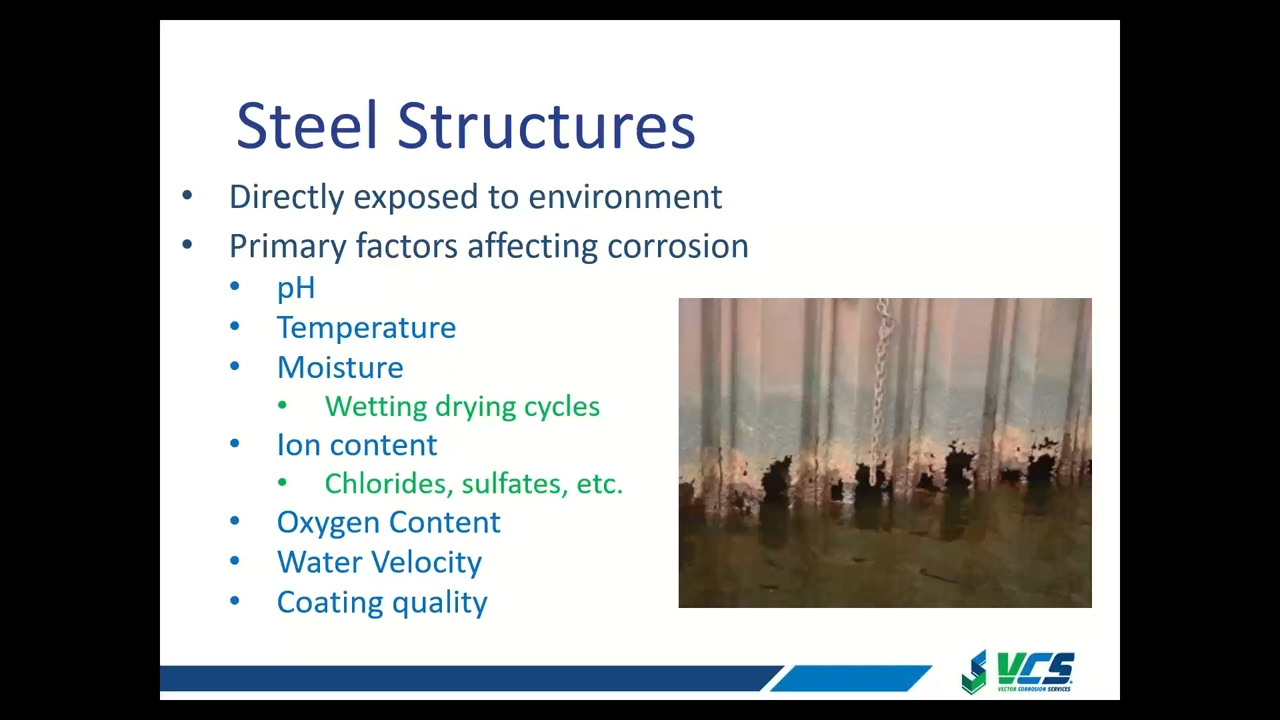 Steel Structures
• Directly exposed to environment
• Primary factors affecting corrosion
• pH
• Temperature
• Moisture
• Wetting drying cycles
• Ion content
• Chlorides, sulfates, etc.
• Oxygen Content
• Water Velocity
• Coating quality
VCS
VECTOR CORROSION SERVICES